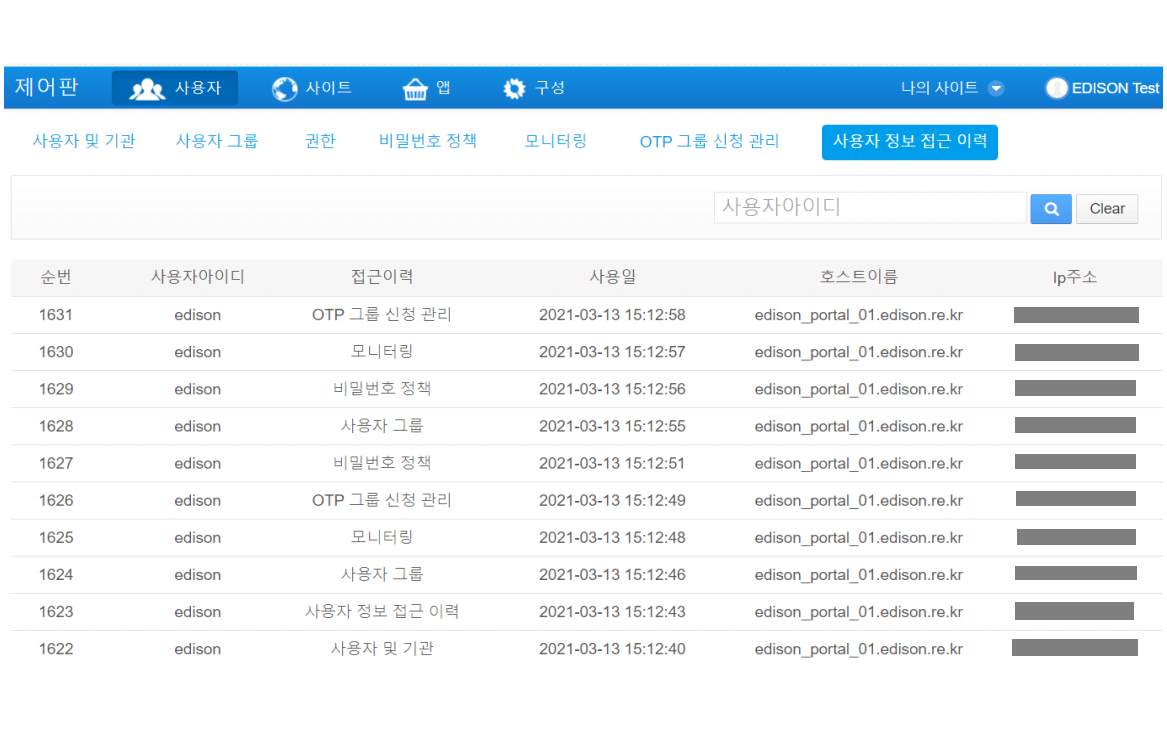 제어판 사용자 사이트 앱 구성 나의 사이트 EDISON Test
사용자 및 기관 사용자 그룹 권한 비밀번호 정책 모니터링 OTP 그룹 신청 관리 사용자 정보 접근 이력
사용자아이디 Clear
순번 사용자아이디 접근이력 사용일 호스트이름 Ip주소
1631 edison OTP 그룹 신청 관리 2021-03-13 15:12:58 edison_portal_01.edison.re.kr
1630 edison 모니터링 2021-03-13 15:12:57 edison_portal_01.edison.re.kr
1629 edison 비밀번호 정책 2021-03-13 15:12:56 edison_portal_01.edison.re.kr
1628 edison 사용자 그룹 2021-03-13 15:12:55 edison_portal_01.edison.re.kr
1627 edison 비밀번호 정책 2021-03-13 15:12:51 edison_portal_01.edison.re.kr
1626 edison OTP 그룹 신청 관리 2021-03-13 15:12:49 edison_portal_01.edison.re.kr
1625 edison 모니터링 2021-03-13 15:12:48 edison_portal_01.edison.re.kr
1624 edison 사용자 그룹 2021-03-13 15:12:46 edison_portal_01.edison.re.kr
1623 edison 사용자 정보 접근 이력 2021-03-13 15:12:43 edison_portal_01.edison.re.kr
1622 edison 사용자 및 기관 2021-03-13 15:12:40 edison_portal_01.edison.re.kr